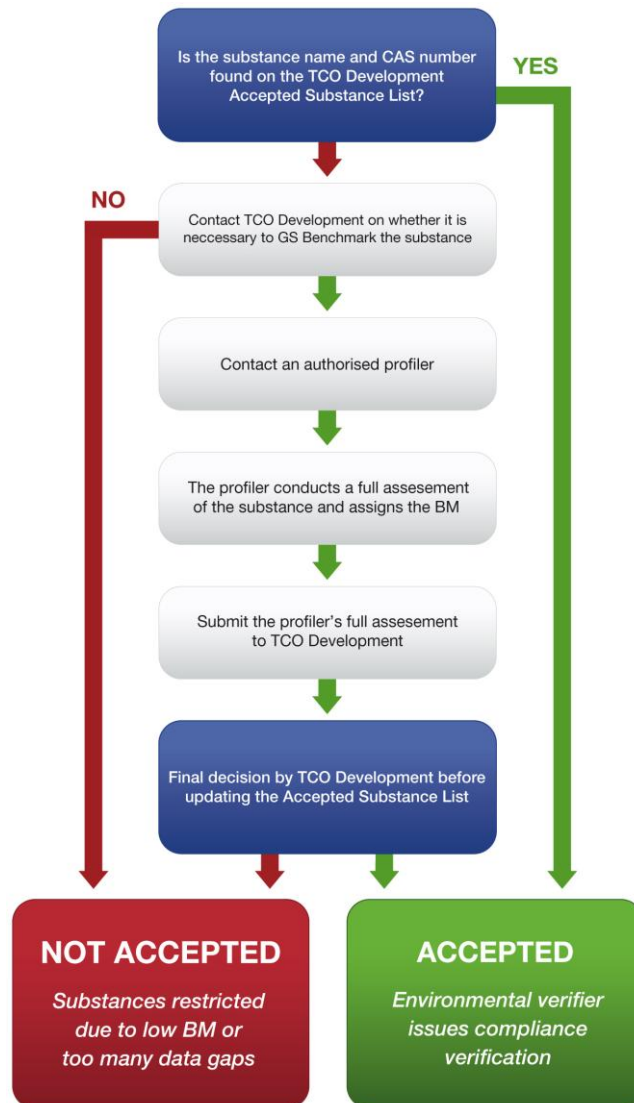 Is the substance name and CAS number
found on the TCO Development
Accepted Substance List?
YES
NO
Contact TCO Development on whether it is
neccessary to GS Benchmark the substance
Contact an authorised profiler
The profiler conducts a full assesement
of the substance and assigns the BM
Submit the profiler's full assesement
to TCO Development
Final decision by TCO Development before
updating the Accepted Substance List
NOT ACCEPTED
Substances restricted
due to low BM or
too many data gaps
ACCEPTED
Environmental verifier
issues compliance
verification